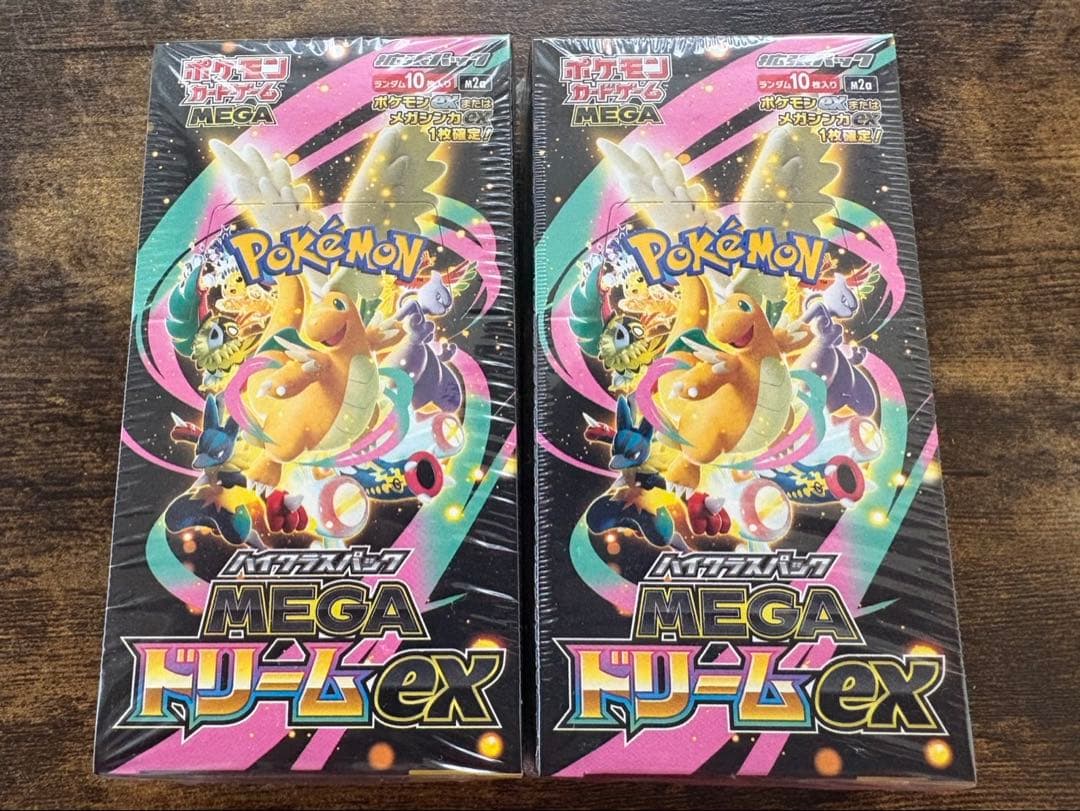 ポケモン
カードゲーム
MEGA
拡張パック
ランダム10枚入り M2a
ポケモンexまたは
メガシンカex
1枚確定!
POKéMON
ハイクラスパック
MEGA
ドリームex
ポケモン
カードゲーム
MEGA
拡張パック
ランダム10枚入り M2a
ポケモンexまたは
メガシンカex
1枚確定!
POKéMON
TM
ハイクラスパック
MEGA
ドリームex